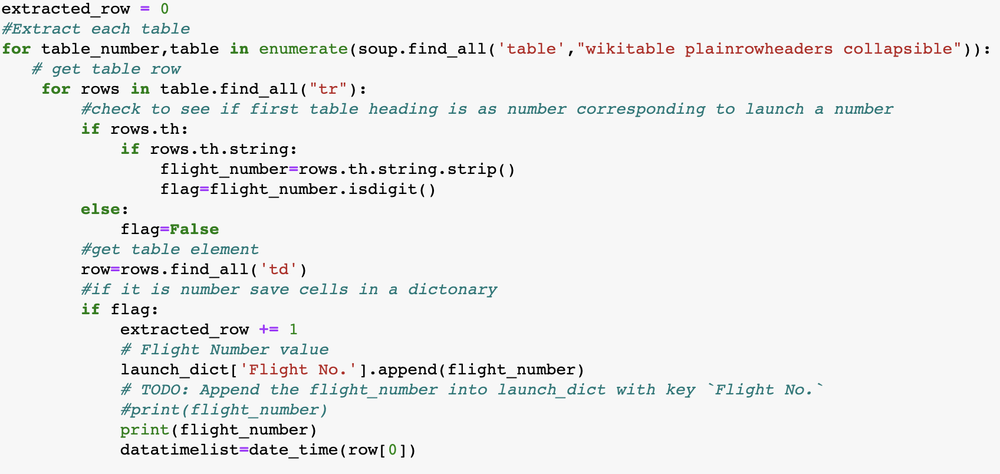 extracted_row = 0
#Extract each table
for table_number,table in enumerate(soup.find_all('table',"wikitable plainrowheaders collapsible")):
   # get table row
    for rows in table.find_all("tr"):
        #check to see if first table heading is as number corresponding to launch a number
        if rows.th:
            if rows.th.string:
                flight_number=rows.th.string.strip()
                flag=flight_number.isdigit()
        else:
            flag=False
        #get table element
        row=rows.find_all('td')
        #if it is number save cells in a dictonary
        if flag:
            extracted_row += 1
            # Flight Number value
            launch_dict['Flight No.'].append(flight_number)
            # TODO: Append the flight_number into launch_dict with key `Flight No.`
            #print(flight_number)
            print(flight_number)
            datatimelist=date_time(row[0])